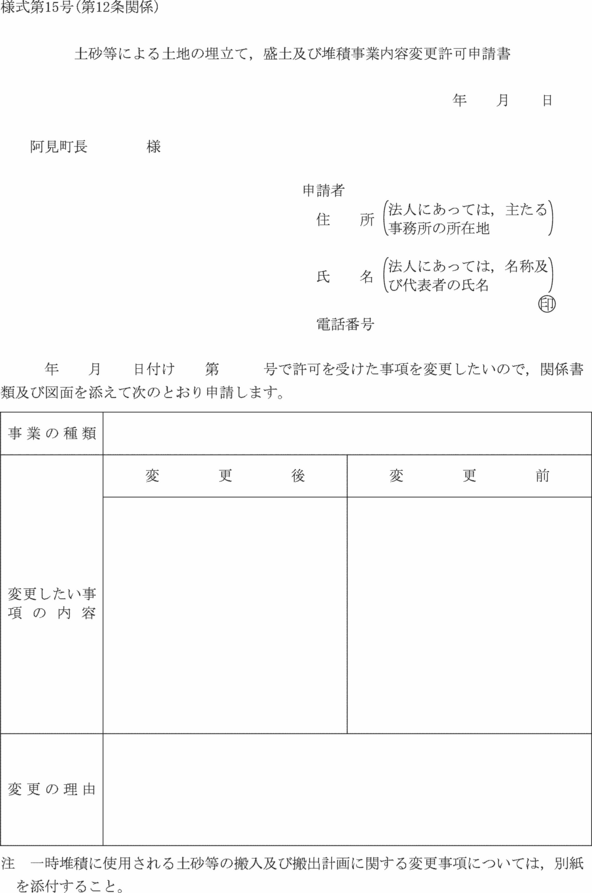 様式第15号(第12条関係)
土砂等による土地の埋立て，盛土及び堆積事業内容変更許可申請書
年　　月　　日
阿見町長　　　　様
申請者
住　　所 (法人にあっては，主たる
事務所の所在地)
氏　　名 (法人にあっては，名称及
び代表者の氏名)
㊞
電話番号
年　　月　　日付け　　第　　　号で許可を受けた事項を変更したいので，関係書
類及び図面を添えて次のとおり申請します。
事業の種類
変　更　後　　変　更　前
変更したい事
項の内容
変更の理由
注　一時堆積に使用される土砂等の搬入及び搬出計画に関する変更事項については，別紙
を添付すること。